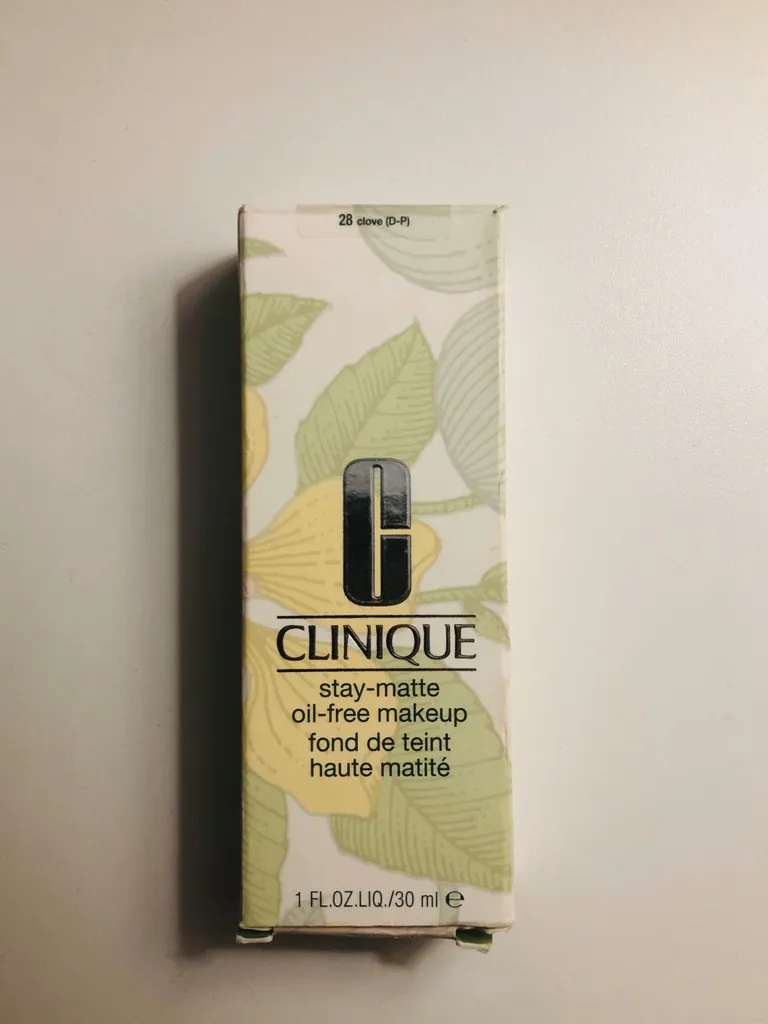 28 clove (D-P)
C
CLINIQUE
stay-matte
oil-free makeup
fond de teint
haute matité
1 FL.OZ.LIQ./30 ml ℮